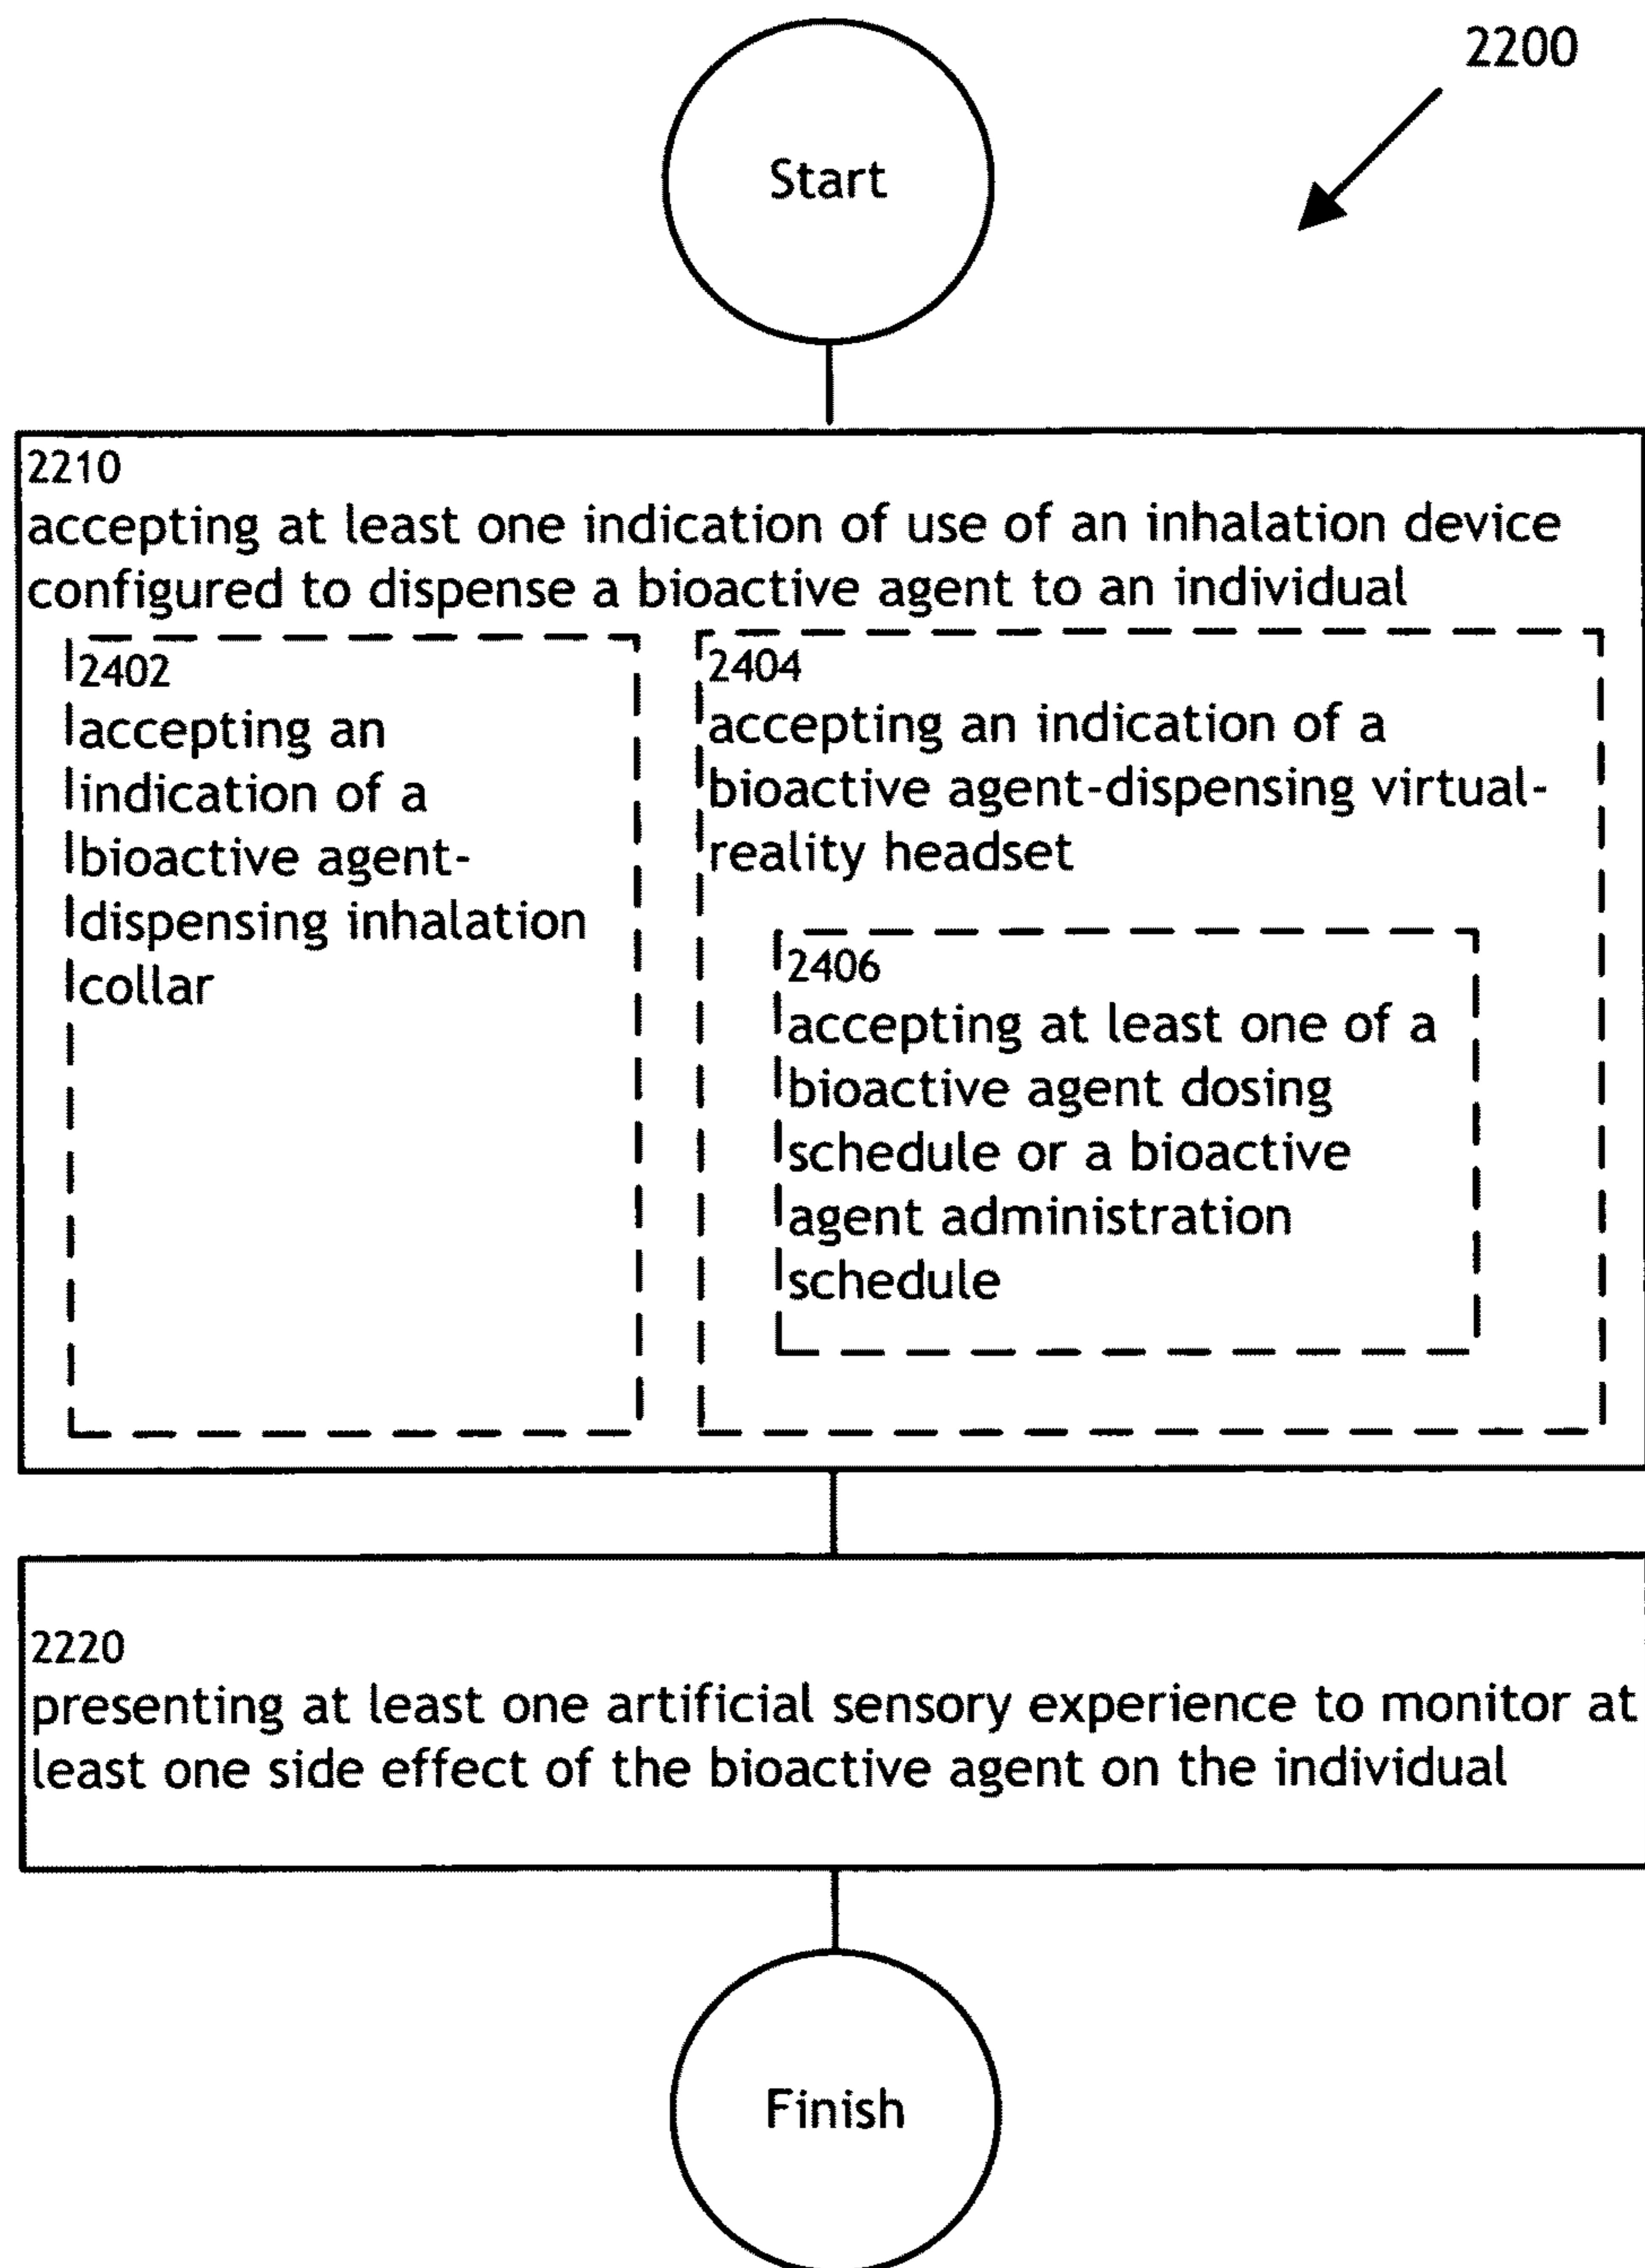 2200
Start
2210
accepting at least one indication of use of an inhalation device
configured to dispense a bioactive agent to an individual
2402
accepting an
indication of a
bioactive agent-
dispensing inhalation
collar
2404
accepting an indication of a
bioactive agent-dispensing virtual-
reality headset
2406
accepting at least one of a
bioactive agent dosing
schedule or a bioactive
agent administration
schedule
2220
presenting at least one artificial sensory experience to monitor at
least one side effect of the bioactive agent on the individual
Finish